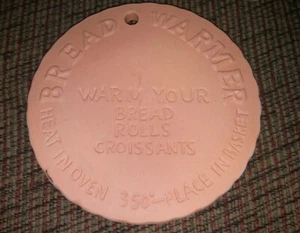 BREAD WARMER
I
WARM YOUR
BREAD
ROLLS
CROISSANTS
HEAT IN OVEN 350°-PLACE IN BASKET